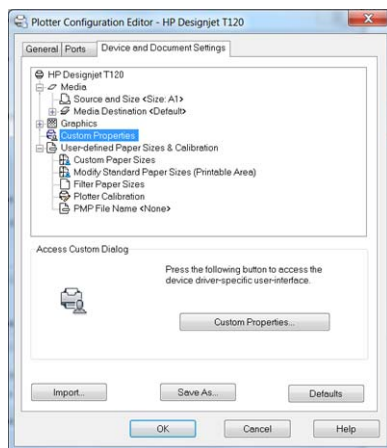 Plotter Configuration Editor - HP Designjet T120
General Ports Device and Document Settings
HP Designjet T120
Media
Source and Size <Size: A1>
Media Destination <Default>
Graphics
Custom Properties
User-defined Paper Sizes & Calibration
Custom Paper Sizes
Modify Standard Paper Sizes (Printable Area)
Filter Paper Sizes
Plotter Calibration
PMP File Name <None>
Access Custom Dialog
Press the following button to access the
device driver-specific user-interface.
Custom Properties...
Import... Save As... Defaults
OK Cancel Help